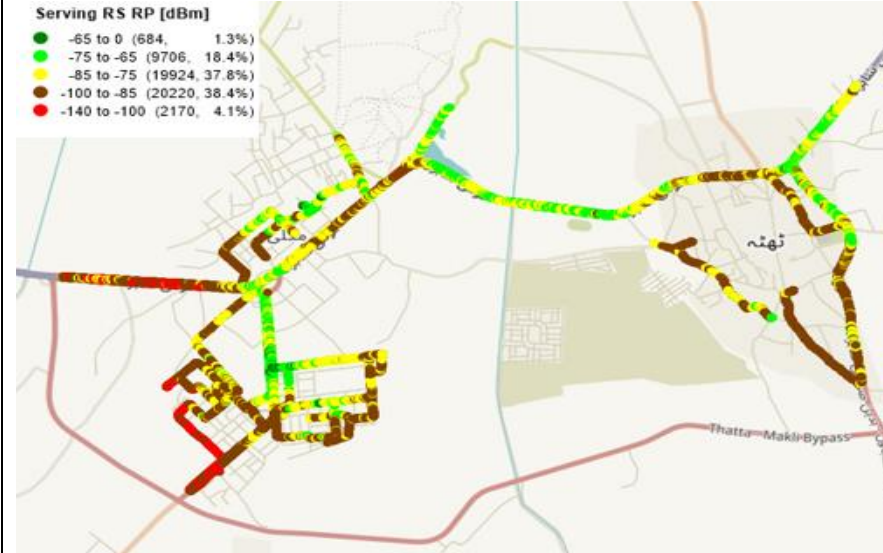 Serving RS RP [dBm]
-65 to 0 (684, 1.3%)
-75 to -65 (9706, 18.4%)
-85 to -75 (19924, 37.8%)
-100 to -85 (20220, 38.4%)
-140 to -100 (2170, 4.1%)
ٹھٹہ
Thatta - Makli Bypass